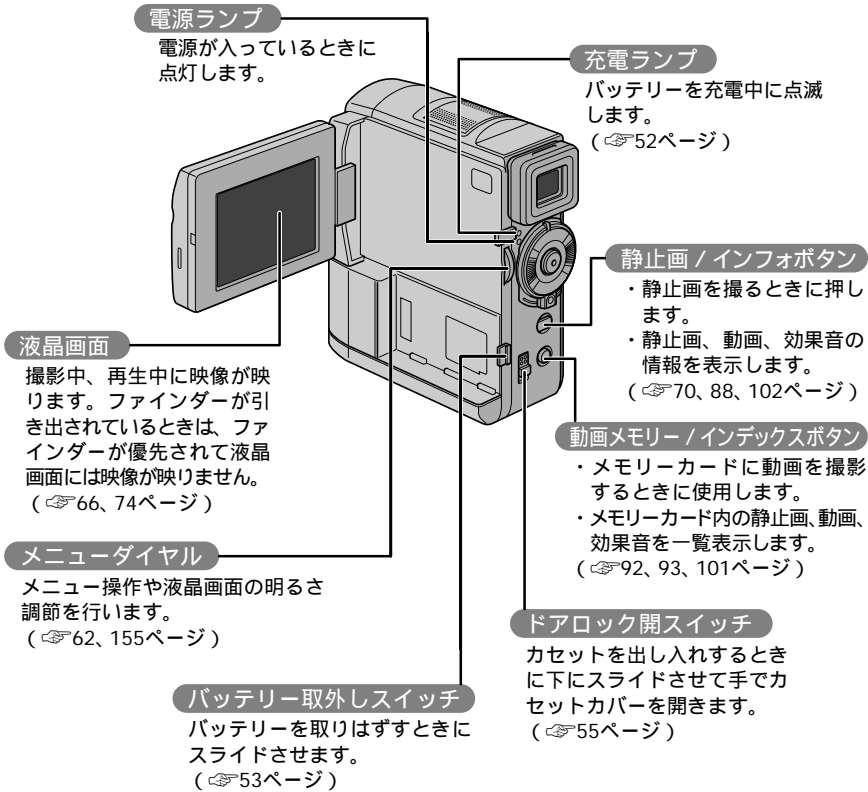 電源ランプ
電源が入っているときに
点灯します。
充電ランプ
バッテリーを充電中に点滅
します。
(☞52ページ)
静止画 / インフォボタン
・静止画を撮るときに押し
ます。
・静止画、動画、効果音の
情報を表示します。
(☞70、88、102ページ)
液晶画面
撮影中、再生中に映像が映
ります。ファインダーが引
き出されているときは、ファ
インダーが優先されて液晶
画面には映像が映りません。
(☞66、74ページ)
動画メモリー / インデックスボタン
・メモリーカードに動画を撮影
するときに使用します。
・メモリーカード内の静止画、動画、
効果音を一覧表示します。
(☞92、93、101ページ)
メニューダイヤル
メニュー操作や液晶画面の明るさ
調節を行います。
(☞62、155ページ)
ドアロック開スイッチ
カセットを出し入れするとき
に下にスライドさせて手でカ
セットカバーを開きます。
(☞55ページ)
バッテリー取外しスイッチ
バッテリーを取りはずすときに
スライドさせます。
(☞53ページ)